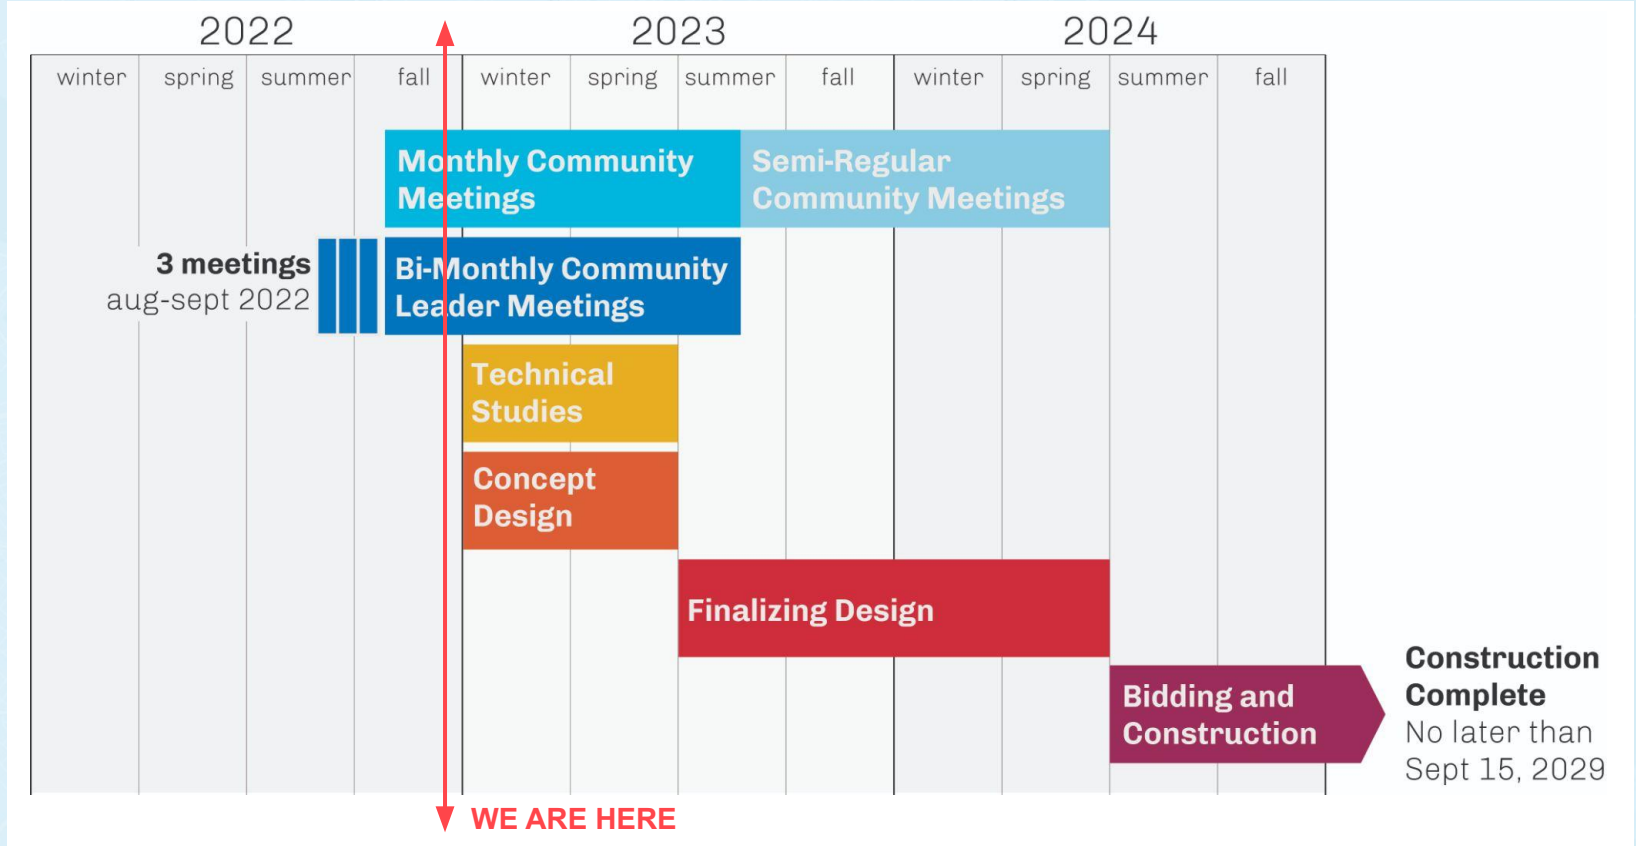 2022 2023 2024
winter spring summer fall winter spring summer fall winter spring summer fall
Monthly Community
Meetings
Semi-Regular
Community Meetings
3 meetings
aug-sept 2022
Bi-Monthly Community
Leader Meetings
Technical
Studies
Concept
Design
Finalizing Design
Bidding and
Construction
Construction
Complete
No later than
Sept 15, 2029
WE ARE HERE